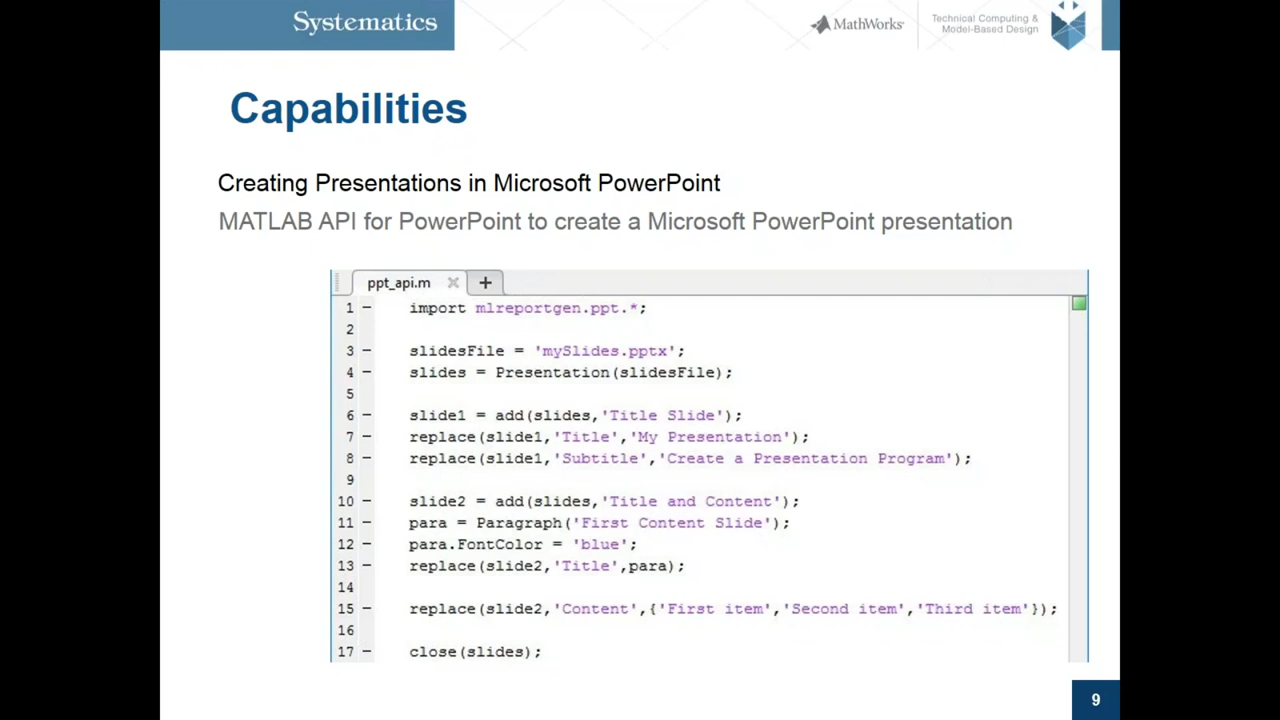 Systematics
MathWorks
Technical Computing &
Model-Based Design
Capabilities
Creating Presentations in Microsoft PowerPoint
MATLAB API for PowerPoint to create a Microsoft PowerPoint presentation
ppt_api.m
1 import mlreportgen.ppt.*;
2
3 slidesFile = 'mySlides.pptx';
4 slides = Presentation(slidesFile);
5
6 slide1 = add(slides,'Title Slide');
7 replace(slide1,'Title','My Presentation');
8 replace(slide1,'Subtitle','Create a Presentation Program');
9
10 slide2 = add(slides,'Title and Content');
11 para = Paragraph('First Content Slide');
12 para.FontColor = 'blue';
13 replace(slide2,'Title',para);
14
15 replace(slide2,'Content',{'First item','Second item','Third item'});
16
17 close(slides);
9